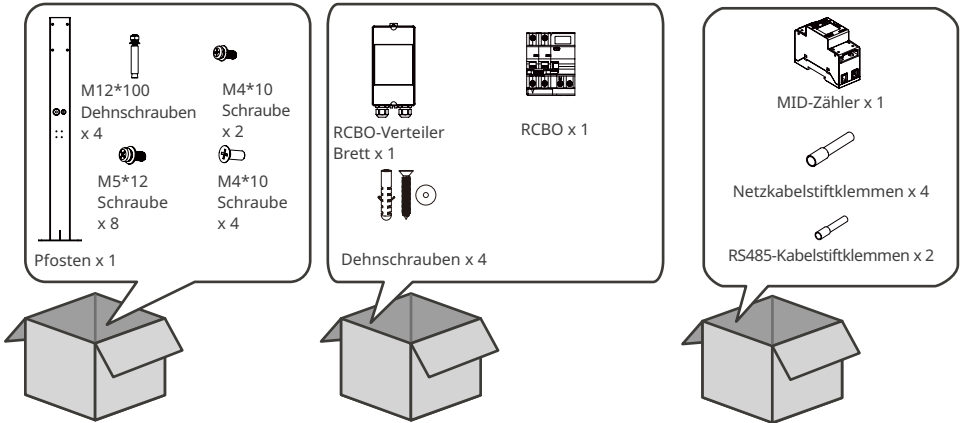 M12*100
Dehnschrauben
x 4
M4*10
Schraube
x 2
M5*12
Schraube
x 8
M4*10
Schraube
x 4
Pfosten x 1
RCBO-Verteiler
Brett x 1
RCBO x 1
Dehnschrauben x 4
MID-Zähler x 1
Netzkabelstiftklemmen x 4
RS485-Kabelstiftklemmen x 2